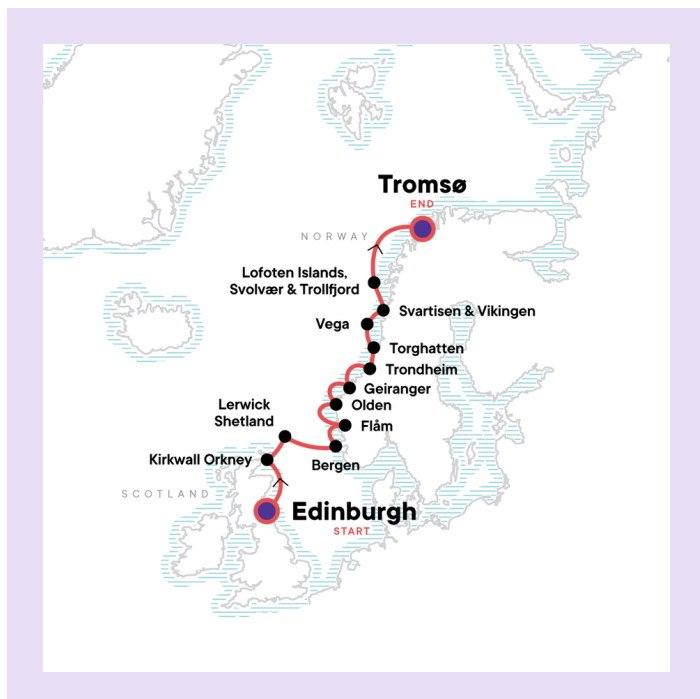 Tromsø
END
NORWAY
Lofoten Islands,
Svolvær & Trollfjord
Svartisen & Vikingen
Vega
Torghatten
Trondheim
Geiranger
Olden
Lerwick
Shetland
Flåm
Kirkwall Orkney
Bergen
SCOTLAND
Edinburgh
START